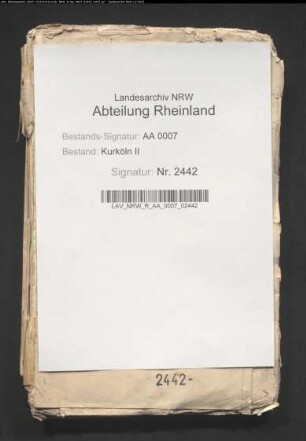 Landesarchiv NRW
Abteilung Rheinland
Bestands-Signatur: AA 0007
Bestand: Kurköln II
Signatur: Nr. 2442
LAV_NRW_R_AA_0007_02442
2442-